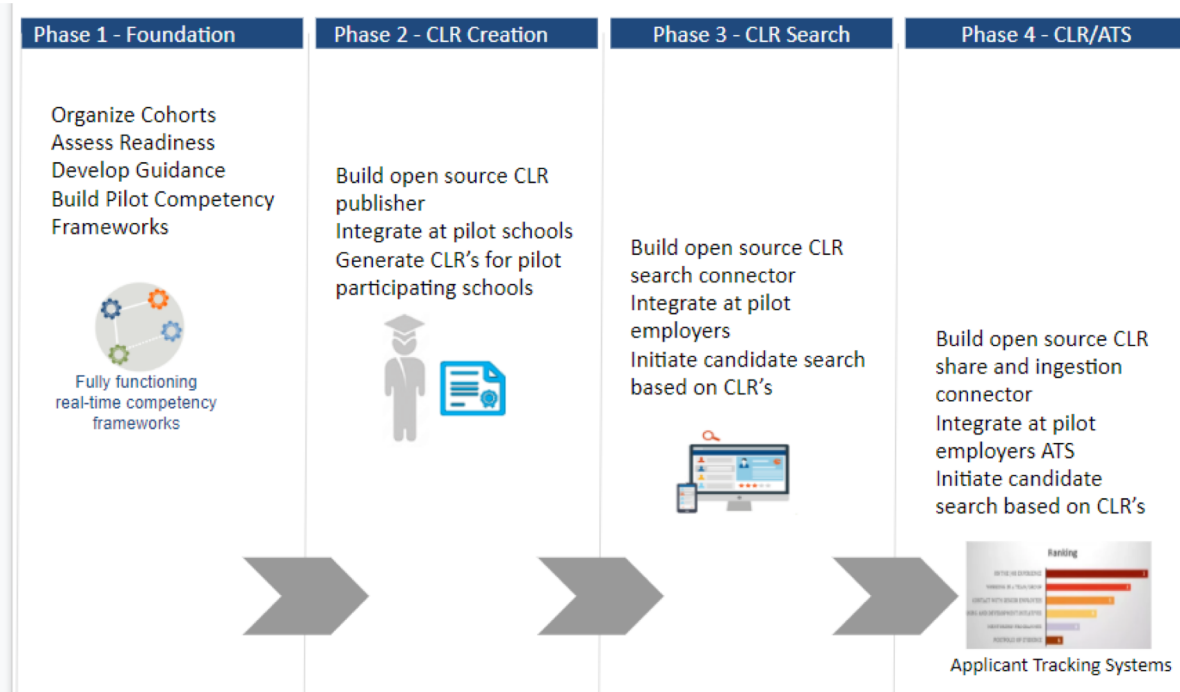 Phase 1 - Foundation
Organize Cohorts
Assess Readiness
Develop Guidance
Build Pilot Competency
Frameworks
Fully functioning
real-time competency
frameworks
Phase 2 - CLR Creation
Build open source CLR
publisher
Integrate at pilot schools
Generate CLR's for pilot
participating schools
Phase 3 - CLR Search
Build open source CLR
search connector
Integrate at pilot
employers
Initiate candidate search
based on CLR's
Phase 4 - CLR/ATS
Build open source CLR
share and ingestion
connector
Integrate at pilot
employers ATS
Initiate candidate
search based on CLR's
Ranking
Applicant Tracking Systems